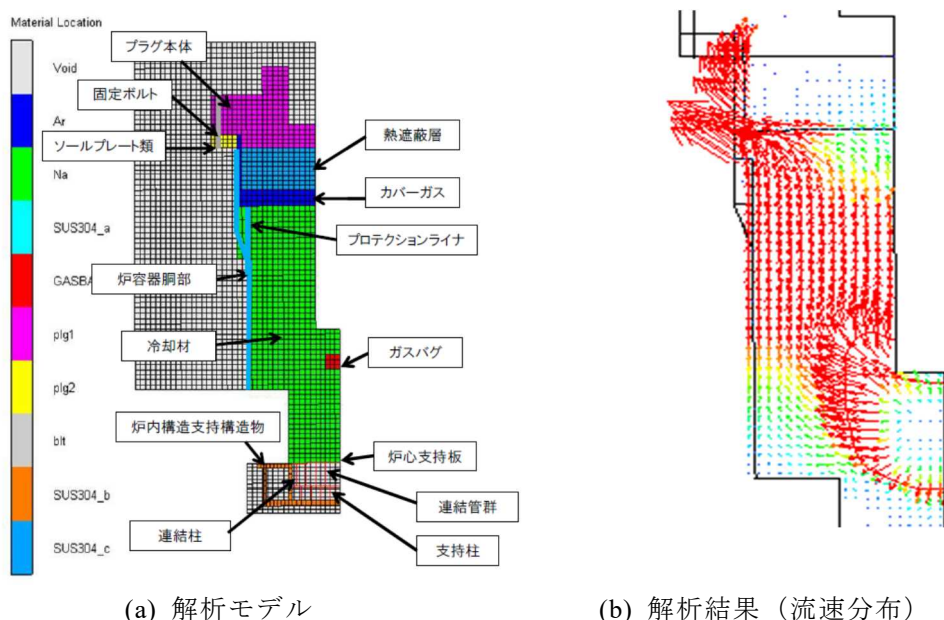 Material Location
Void
Ar
Na
SUS304_a
GASBA
plg1
plg2
blt
SUS304_b
SUS304_c
プラグ本体
固定ボルト
ソールプレート類
熱遮蔽層
カバーガス
プロテクションライナ
炉容器胴部
冷却材
ガスバグ
炉内構造支持構造物
炉心支持板
連結管群
連結柱
支持柱
(a) 解析モデル
(b) 解析結果（流速分布）